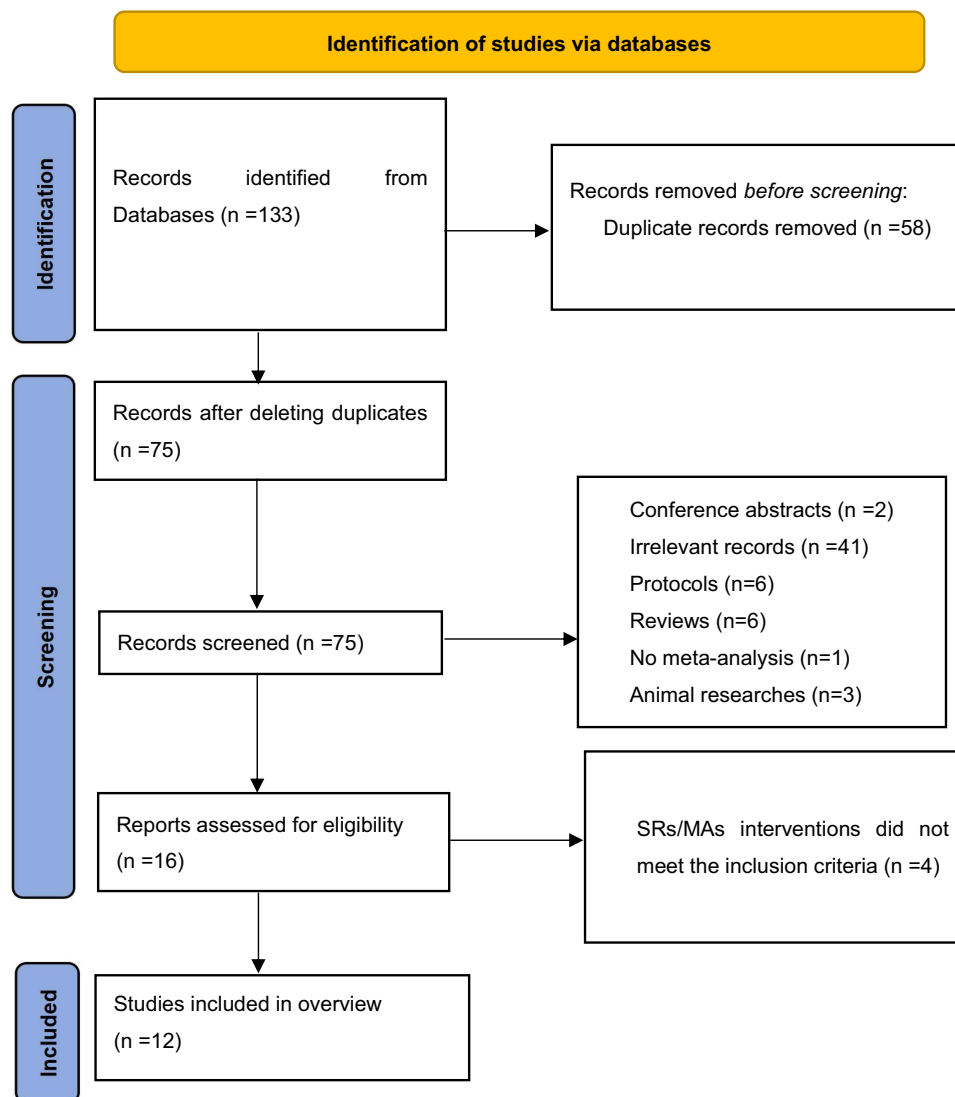 Identification of studies via databases
Identification
Records identified from
Databases (n =133)
Records removed before screening:
Duplicate records removed (n =58)
Screening
Records after deleting duplicates
(n =75)
Records screened (n =75)
Conference abstracts (n =2)
Irrelevant records (n =41)
Protocols (n=6)
Reviews (n=6)
No meta-analysis (n=1)
Animal researches (n=3)
Reports assessed for eligibility
(n =16)
SRs/MAs interventions did not
meet the inclusion criteria (n =4)
Included
Studies included in overview
(n =12)